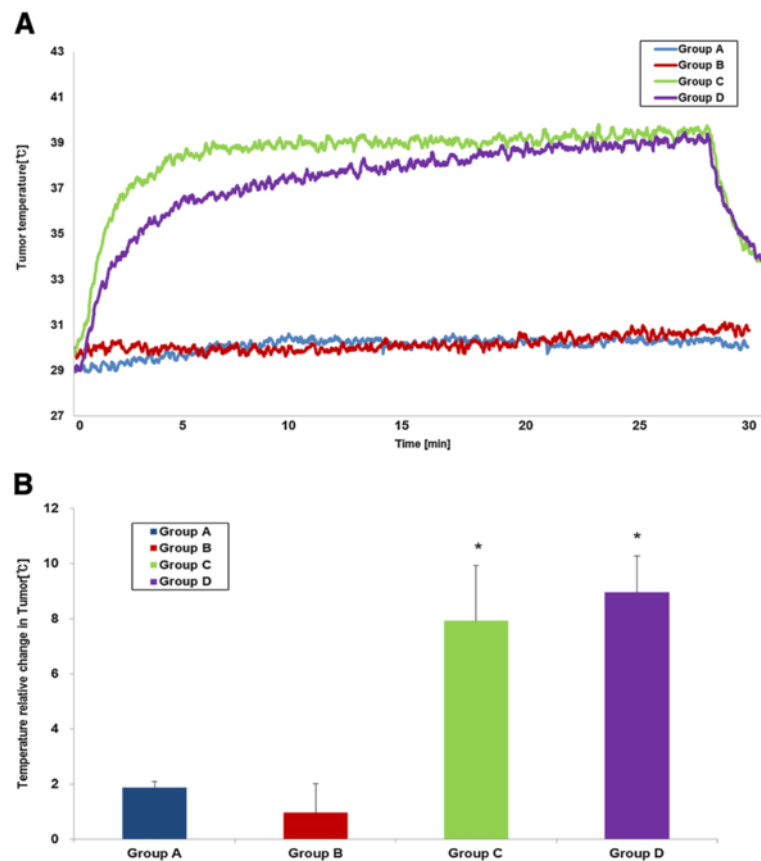 A
43
41
39
37
35
33
31
29
27
Tumor temperature[℃]
Group A
Group B
Group C
Group D
0 5 10 15 20 25 30
Time [min]
B
12
10
8
6
4
2
0
Temperature relative change in Tumor[℃]
Group A
Group B
Group C
Group D
*
*
Group A Group B Group C Group D